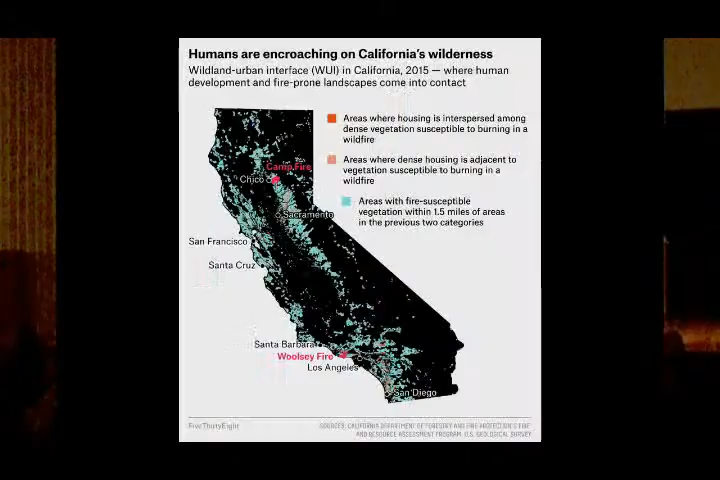 Humans are encroaching on California's wilderness
Wildland-urban interface (WUI) in California, 2015 — where human
development and fire-prone landscapes come into contact
Areas where housing is interspersed among
dense vegetation susceptible to burning in a
wildfire
Areas where dense housing is adjacent to
vegetation susceptible to burning in a
wildfire
Areas with fire-susceptible
vegetation within 1.5 miles of areas
in the previous two categories
Camp Fire
Chico
Sacramento
San Francisco
Santa Cruz
Santa Barbara
Woolsey Fire
Los Angeles
San Diego
FiveThirtyEight
SOURCES: CALIFORNIA DEPARTMENT OF FORESTRY AND FIRE PROTECTION'S FIRE
AND RESOURCE ASSESSMENT PROGRAM, U.S. GEOLOGICAL SURVEY